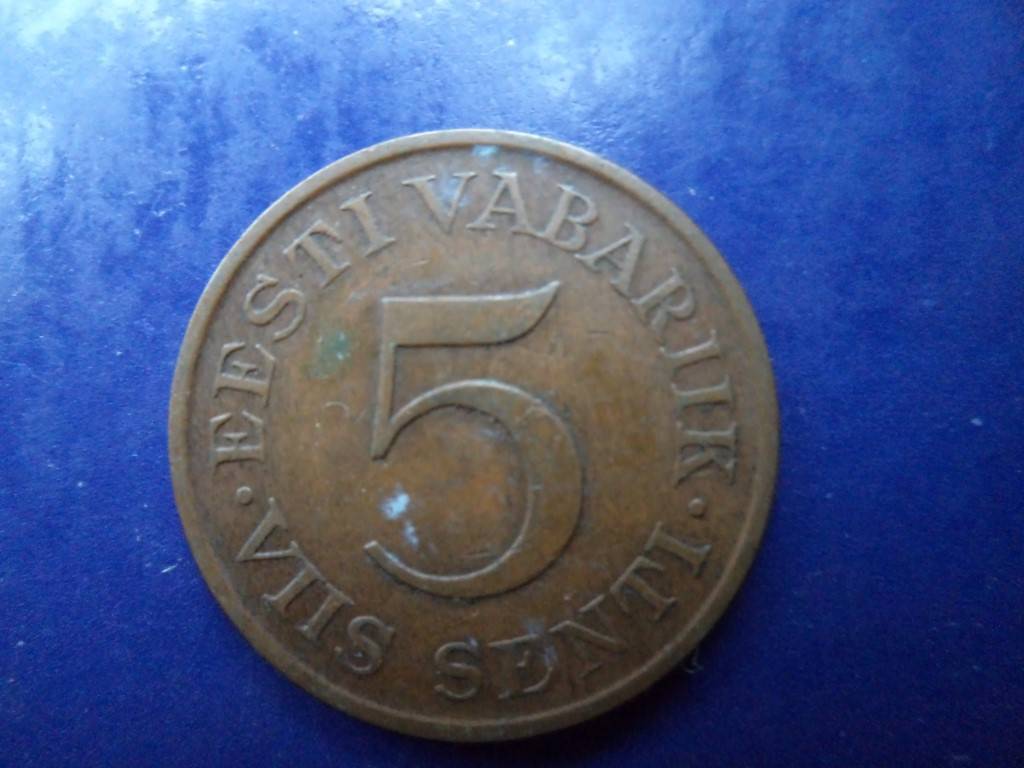 · EESTI VABARIIK ·
5
VIIS SENTI